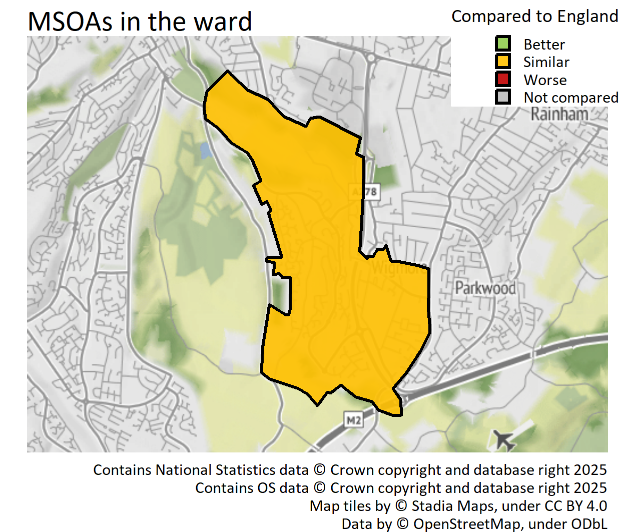 MSOAs in the ward
Compared to England
Better
Similar
Worse
Not compared
Rainham
Parkwood
M2
Contains National Statistics data © Crown copyright and database right 2025
Contains OS data © Crown copyright and database right 2025
Map tiles by © Stadia Maps, under CC BY 4.0
Data by © OpenStreetMap, under ODbL